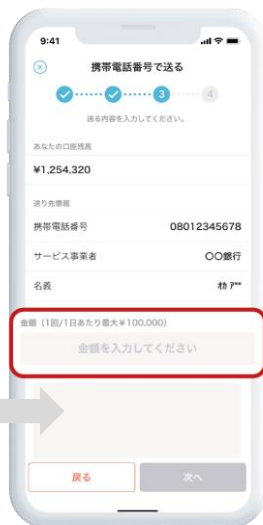 9:41
携帯電話番号で送る
3 4
送る内容を入力してください。
あなたの口座残高
¥1,254,320
送り先情報
携帯電話番号 08012345678
サービス事業者 〇〇銀行
名義 ｵｶ ｱ**
金額（1回/1日あたり最大¥100,000）
金額を入力してください
戻る 次へ